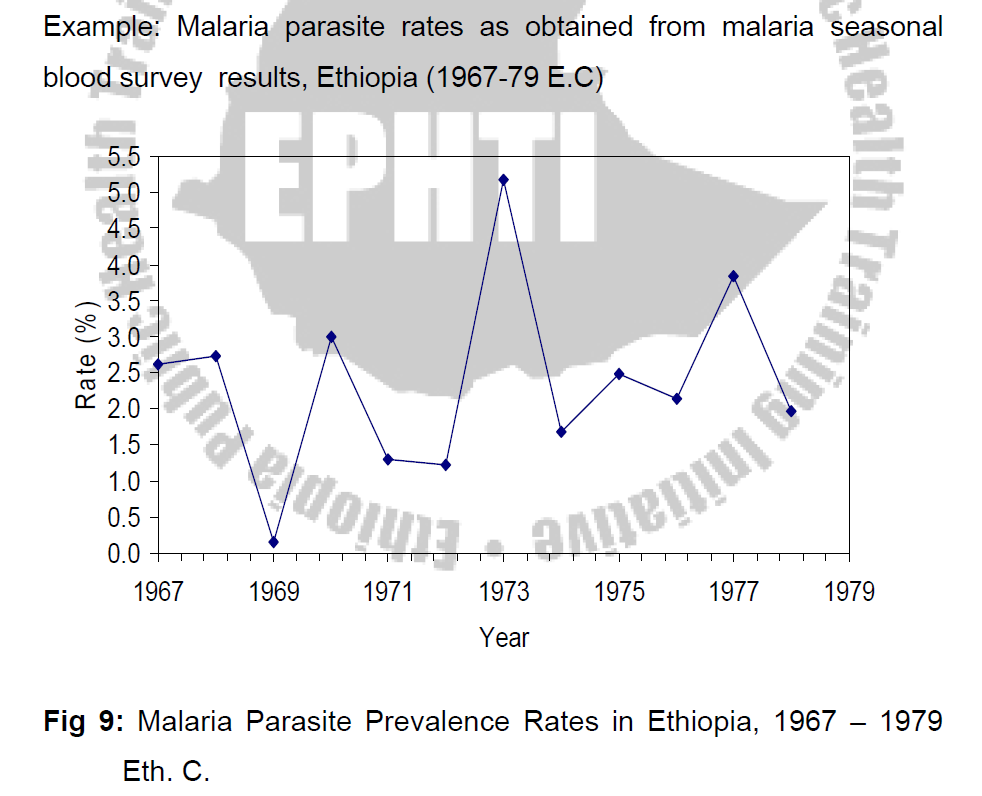 Example: Malaria parasite rates as obtained from malaria seasonal
blood survey results, Ethiopia (1967-79 E.C)
EPHTI
Ethiopia Public Health Training Initiative •
5.5
5.0
4.5
4.0
3.5
3.0
2.5
2.0
1.5
1.0
0.5
0.0
Rate (%)
1967 1969 1971 1973 1975 1977 1979
Year
Fig 9: Malaria Parasite Prevalence Rates in Ethiopia, 1967 – 1979
Eth. C.